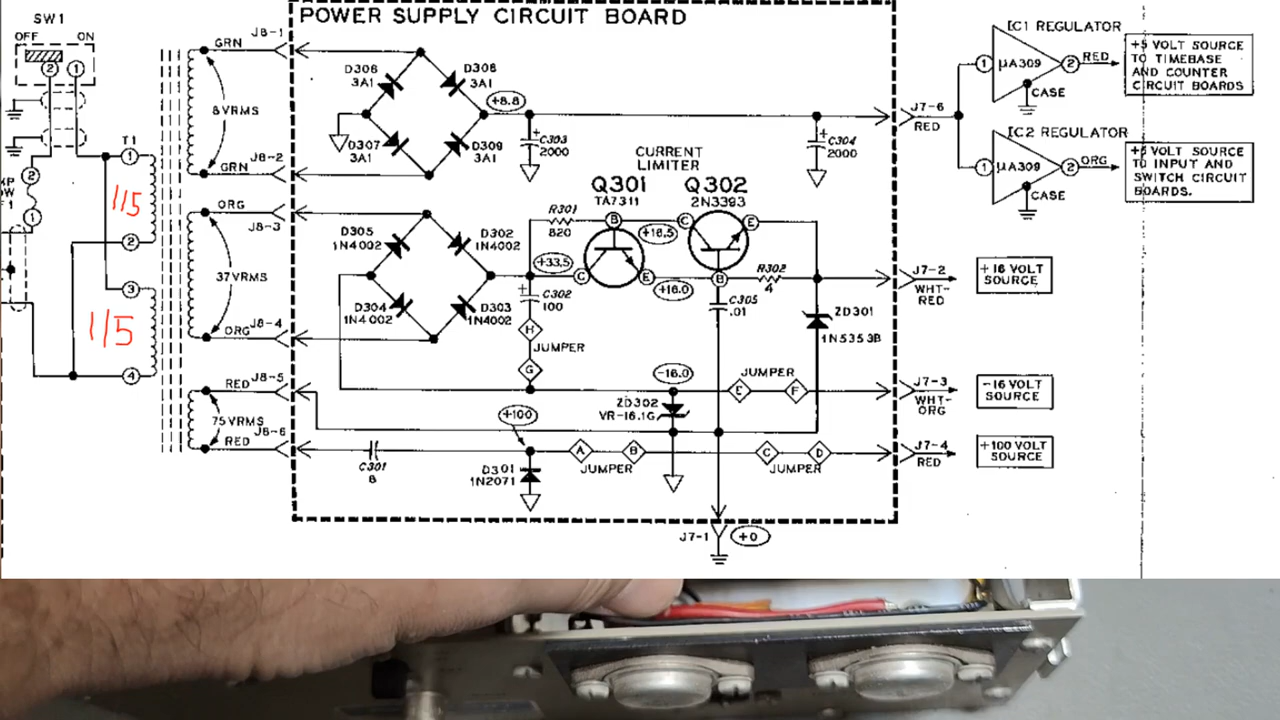 POWER SUPPLY CIRCUIT BOARD
SW1
OFF
ON
2
1
T1
1
2
3
4
2
1
115
115
GRN
J8-1
8VRMS
GRN
J8-2
ORG
J8-3
37VRMS
ORG
J8-4
RED
J8-5
75VRMS
RED
J8-6
D306
3A1
D308
3A1
D307
3A1
D309
3A1
+8.8
+
C303
2000
+
C304
2000
CURRENT
LIMITER
Q301
TA7311
Q302
2N3393
D305
1N4002
D302
1N4002
D304
1N4002
D303
1N4002
R301
820
+33.5
B
C
E
+16.5
+16.0
C
E
B
R302
4
+
C302
100
C305
.01
H
JUMPER
G
ZD301
1N5353B
-16.0
JUMPER
E
F
ZD302
VR-16.1G
+100
C301
8
D301
1N2071
A
B
JUMPER
C
D
JUMPER
J7-1
+0
J7-6
RED
J7-2
WHT-
RED
J7-3
WHT-
ORG
J7-4
RED
IC1 REGULATOR
1
μA309
2
RED
CASE
+5 VOLT SOURCE
TO TIMEBASE
AND COUNTER
CIRCUIT BOARDS
IC2 REGULATOR
1
μA309
2
ORG
CASE
+5 VOLT SOURCE
TO INPUT AND
SWITCH CIRCUIT
BOARDS.
+16 VOLT
SOURCE
-16 VOLT
SOURCE
+100 VOLT
SOURCE